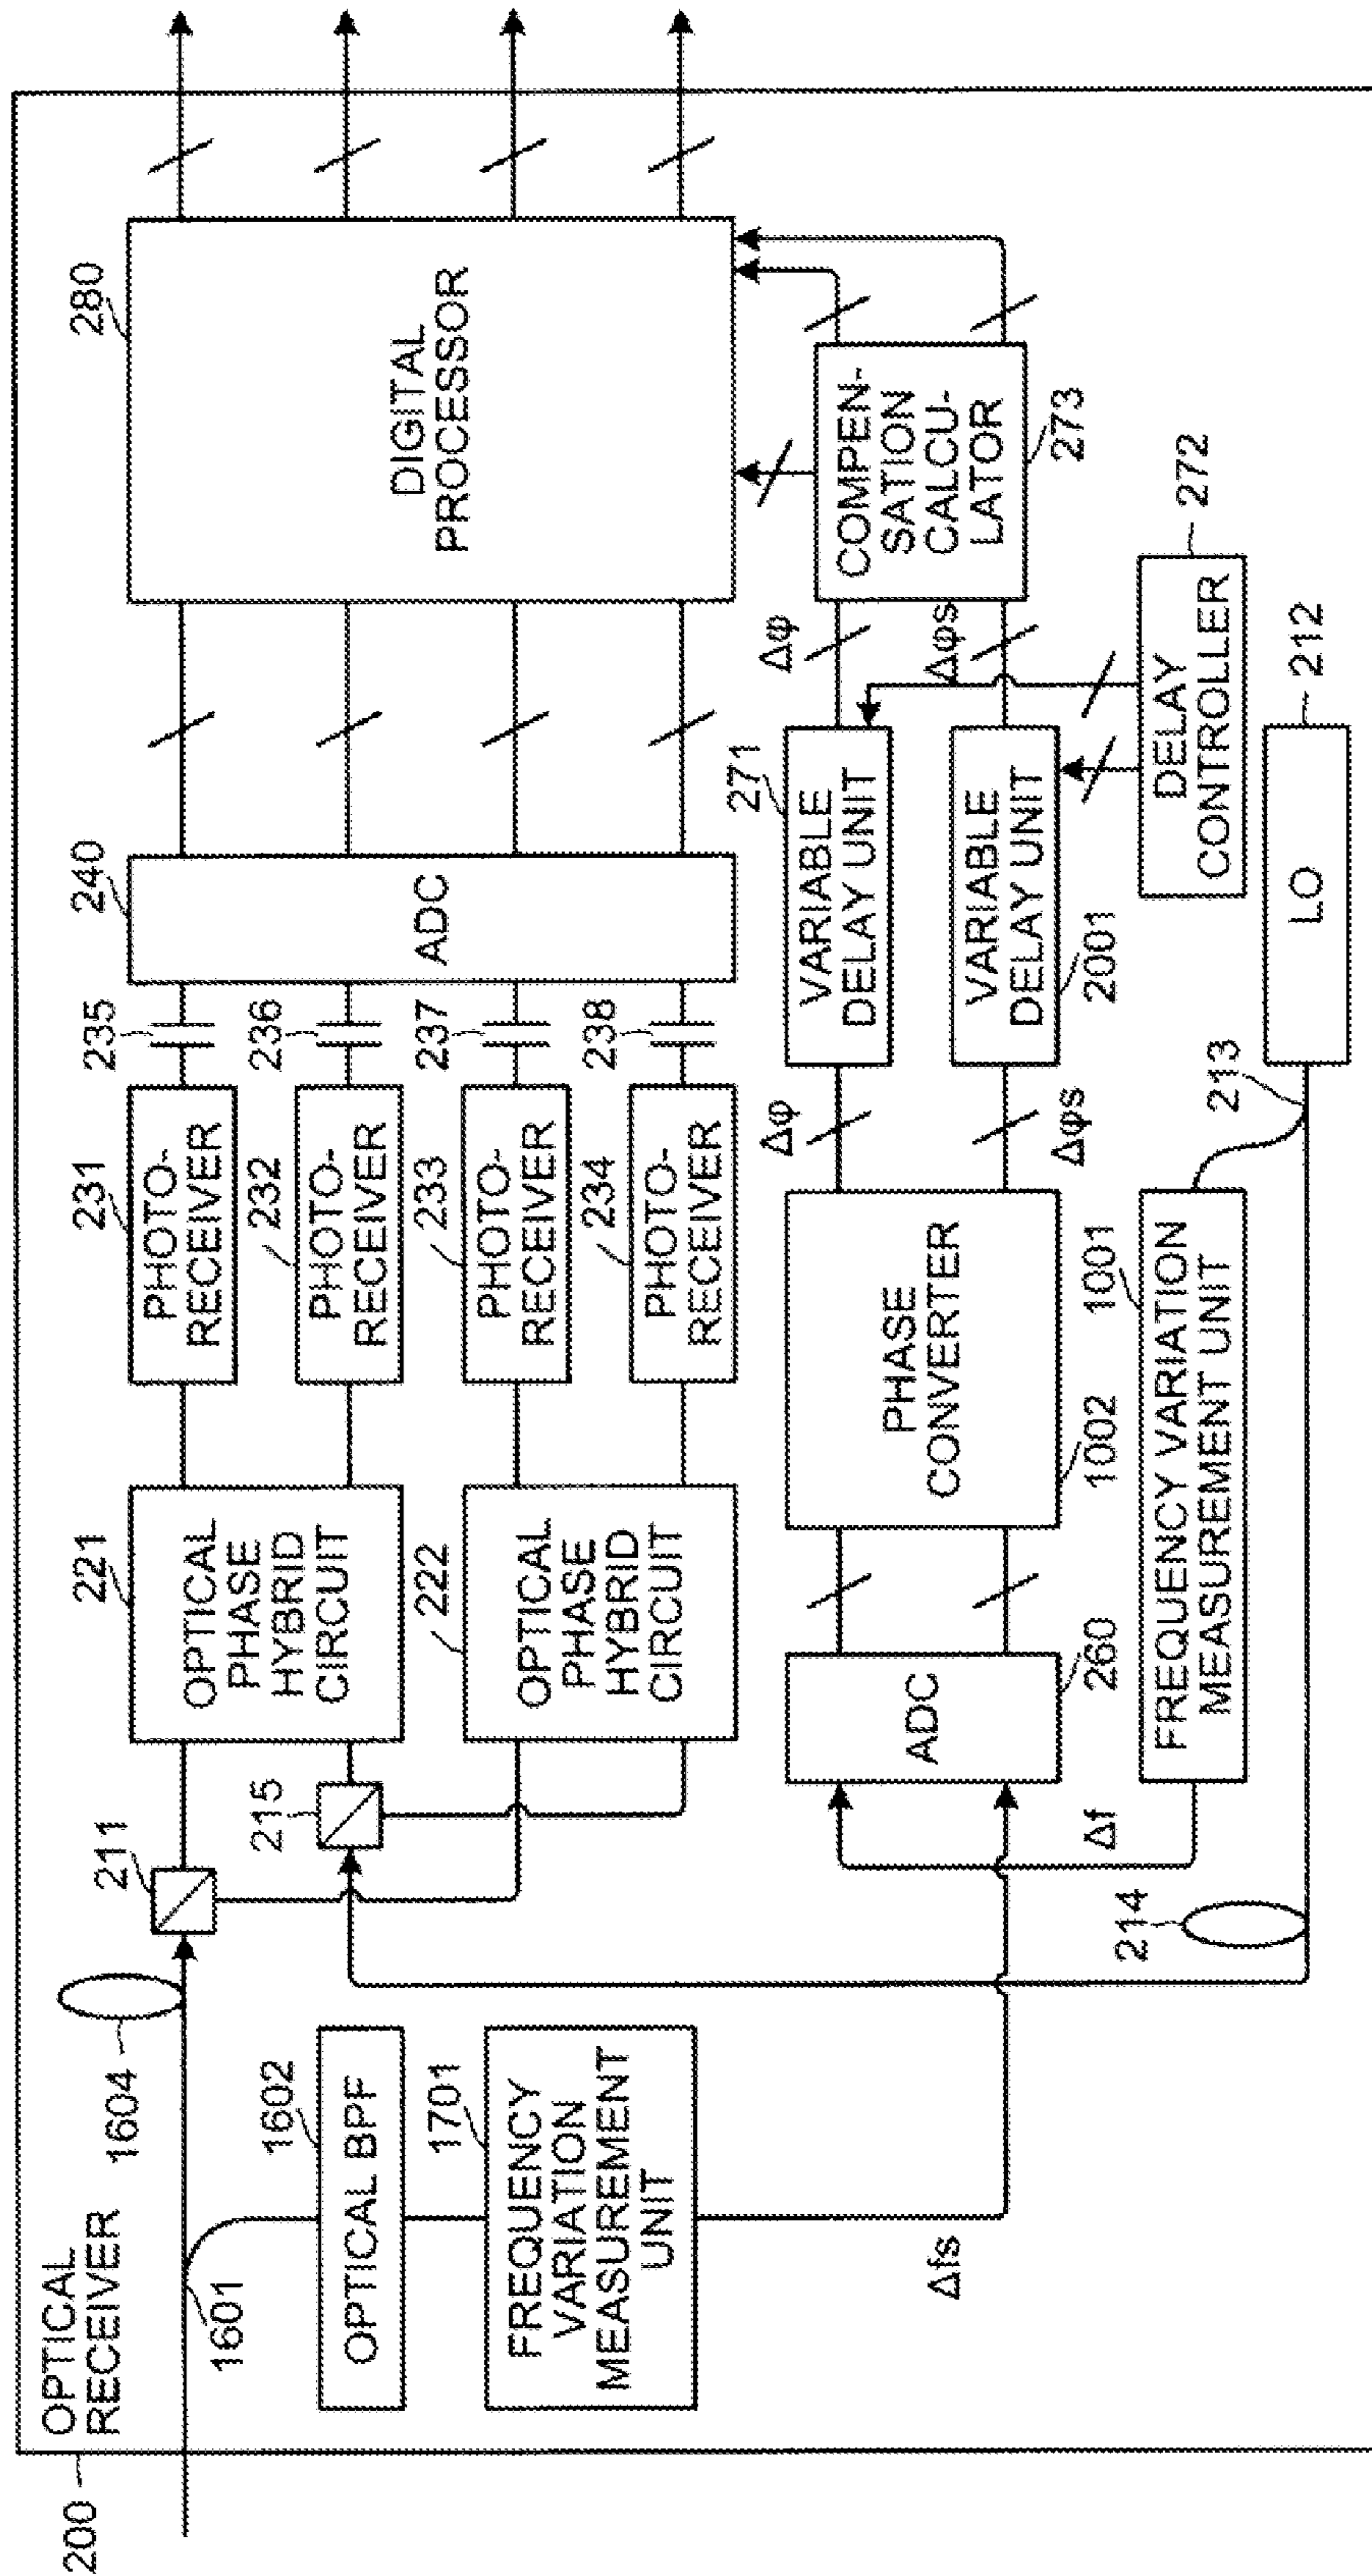 OPTICAL
RECEIVER
200
1601
1604
211
215
221
OPTICAL
PHASE
HYBRID
CIRCUIT
222
OPTICAL
PHASE
HYBRID
CIRCUIT
231
PHOTO-
RECEIVER
232
PHOTO-
RECEIVER
233
PHOTO-
RECEIVER
234
PHOTO-
RECEIVER
235
236
237
238
240
ADC
280
DIGITAL
PROCESSOR
1602
OPTICAL BPF
1701
FREQUENCY
VARIATION
MEASUREMENT
UNIT
Δfs
ADC
260
PHASE
CONVERTER
1002
Δφ
Δφs
271
VARIABLE
DELAY UNIT
VARIABLE
DELAY UNIT
2001
Δφ
Δφs
COMPEN-
SATION
CALCU-
LATOR
273
272
DELAY
CONTROLLER
Δf
1001
FREQUENCY VARIATION
MEASUREMENT UNIT
214
213
212
LO